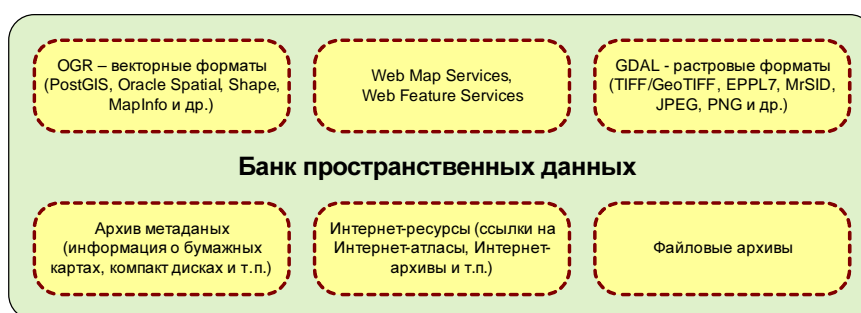 OGR – векторные форматы
(PostGIS, Oracle Spatial, Shape,
MapInfo и др.)
Web Map Services,
Web Feature Services
GDAL - растровые форматы
(TIFF/GeoTIFF, EPPL7, MrSID,
JPEG, PNG и др.)
Банк пространственных данных
Архив метаданых
(информация о бумажных
картах, компакт дисках и т.п.)
Интернет-ресурсы (ссылки на
Интернет-атласы, Интернет-
архивы и т.п.)
Файловые архивы